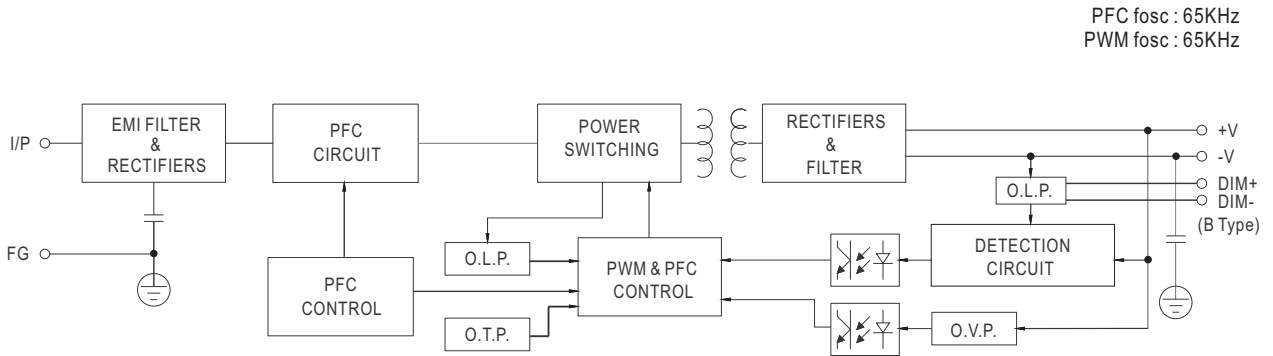 PFC fosc : 65KHz
PWM fosc : 65KHz
I/P
EMI FILTER
&
RECTIFIERS
PFC
CIRCUIT
POWER
SWITCHING
RECTIFIERS
&
FILTER
+V
-V
DIM+
DIM-
(B Type)
O.L.P.
FG
O.L.P.
PWM & PFC
CONTROL
DETECTION
CIRCUIT
PFC
CONTROL
O.T.P.
O.V.P.